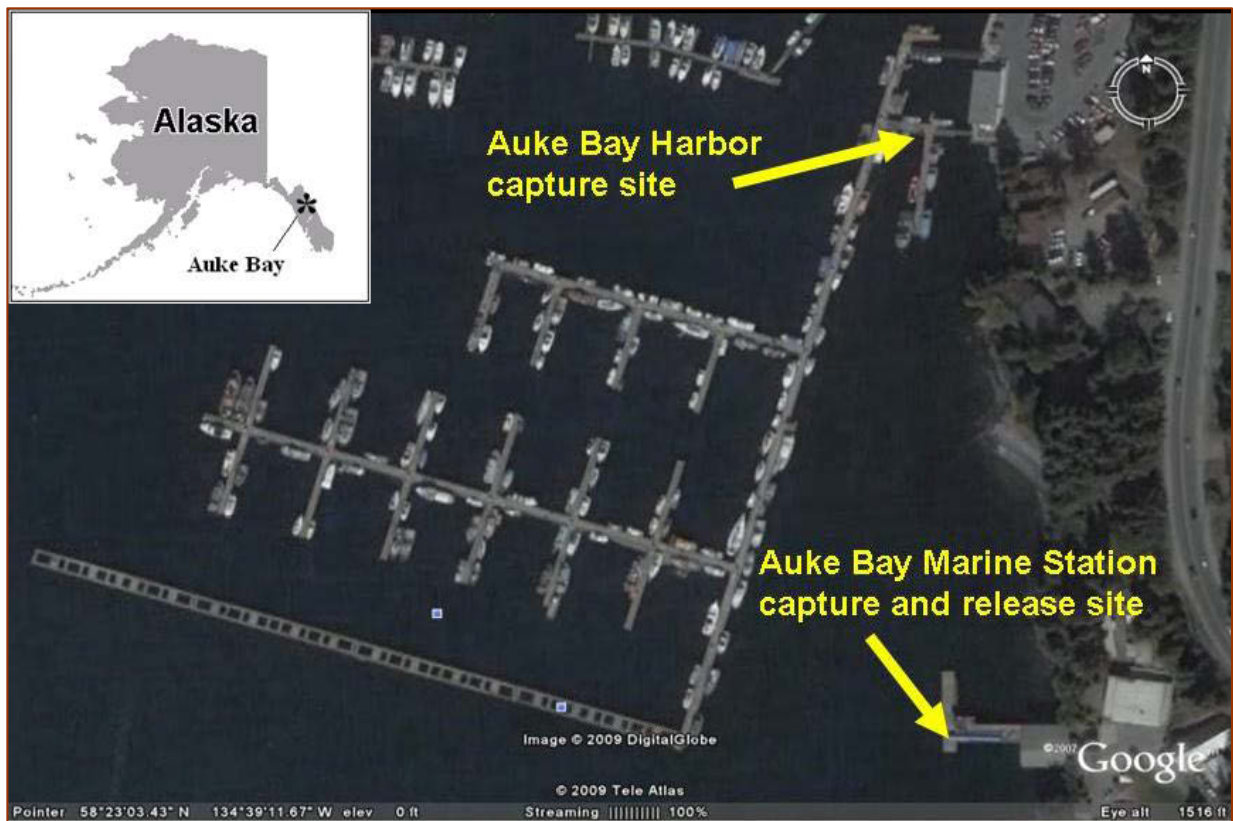 Alaska
Auke Bay
N
Auke Bay Harbor
capture site
Auke Bay Marine Station
capture and release site
Image © 2009 DigitalGlobe
©2007 Google
© 2009 Tele Atlas
Pointer 58°23'03.43" N 134°39'11.67" W elev 0 ft Streaming |||||||||| 100% Eye alt 1516 ft